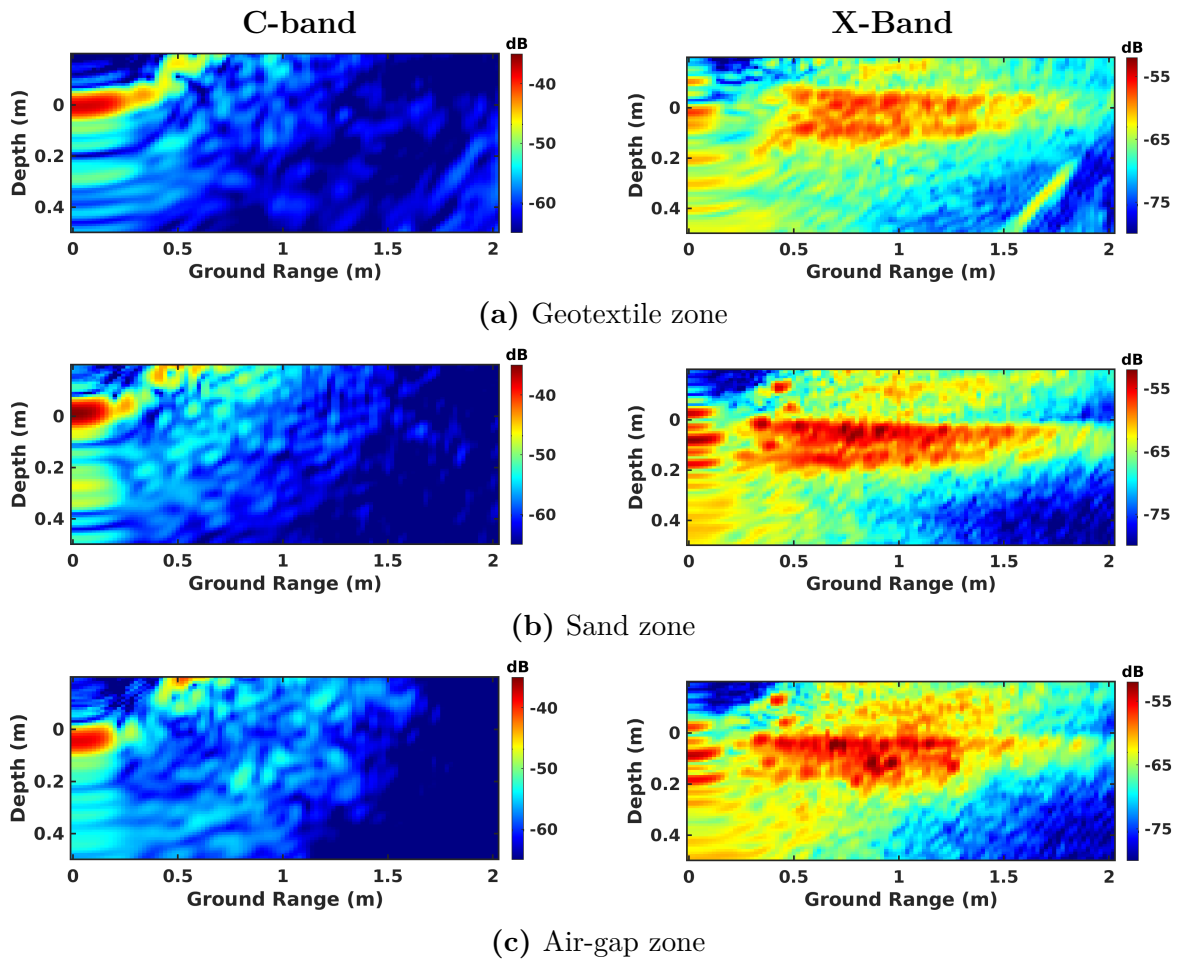 C-band X-Band
dB dB
Depth (m) 0 0.2 0.4 -40 -50 -60 Depth (m) 0 0.2 0.4 -55 -65 -75
0 0.5 1 1.5 2 0 0.5 1 1.5 2
Ground Range (m) Ground Range (m)
(a) Geotextile zone
dB dB
Depth (m) 0 0.2 0.4 -40 -50 -60 Depth (m) 0 0.2 0.4 -55 -65 -75
0 0.5 1 1.5 2 0 0.5 1 1.5 2
Ground Range (m) Ground Range (m)
(b) Sand zone
dB dB
Depth (m) 0 0.2 0.4 -40 -50 -60 Depth (m) 0 0.2 0.4 -55 -65 -75
0 0.5 1 1.5 2 0 0.5 1 1.5 2
Ground Range (m) Ground Range (m)
(c) Air-gap zone